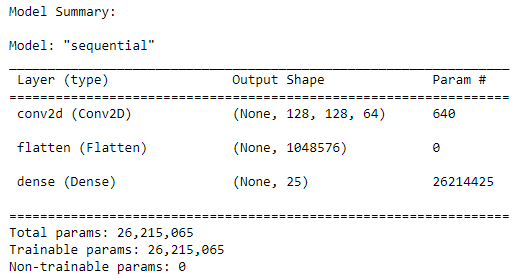 Model Summary:
Model: "sequential"
_________________________________________________________________
Layer (type) Output Shape Param #
=================================================================
conv2d (Conv2D) (None, 128, 128, 64) 640
flatten (Flatten) (None, 1048576) 0
dense (Dense) (None, 25) 26214425
=================================================================
Total params: 26,215,065
Trainable params: 26,215,065
Non-trainable params: 0